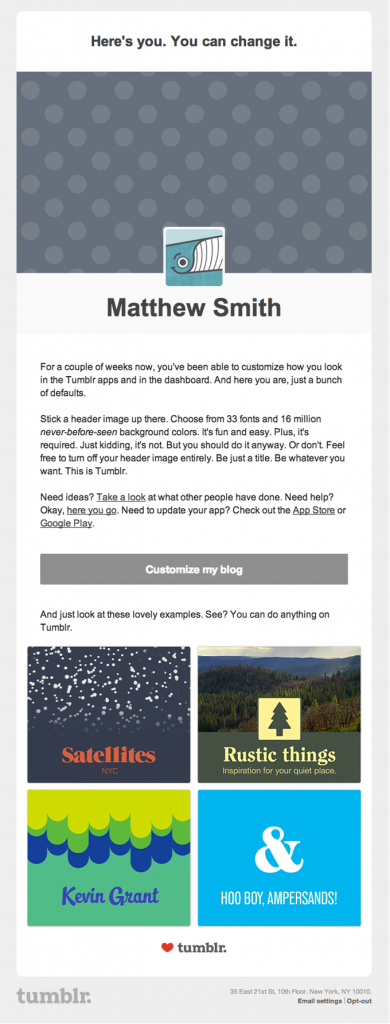 Here's you. You can change it.
Matthew Smith
For a couple of weeks now, you've been able to customize how you look
in the Tumblr apps and in the dashboard. And here you are, just a bunch
of defaults.
Stick a header image up there. Choose from 33 fonts and 16 million
never-before-seen background colors. It's fun and easy. Plus, it's
required. Just kidding, it's not. But you should do it anyway. Or don't. Feel
free to turn off your header image entirely. Be just a title. Be whatever you
want. This is Tumblr.
Need ideas? Take a look at what other people have done. Need help?
Okay, here you go. Need to update your app? Check out the App Store or
Google Play.
Customize my blog
And just look at these lovely examples. See? You can do anything on
Tumblr.
Satellites
NYC
Rustic things
Inspiration for your quiet place.
Kevin Grant
&
HOO BOY, AMPERSANDS!
tumblr.
tumblr.
35 East 21st St, 10th Floor. New York, NY 10010.
Email settings | Opt-out